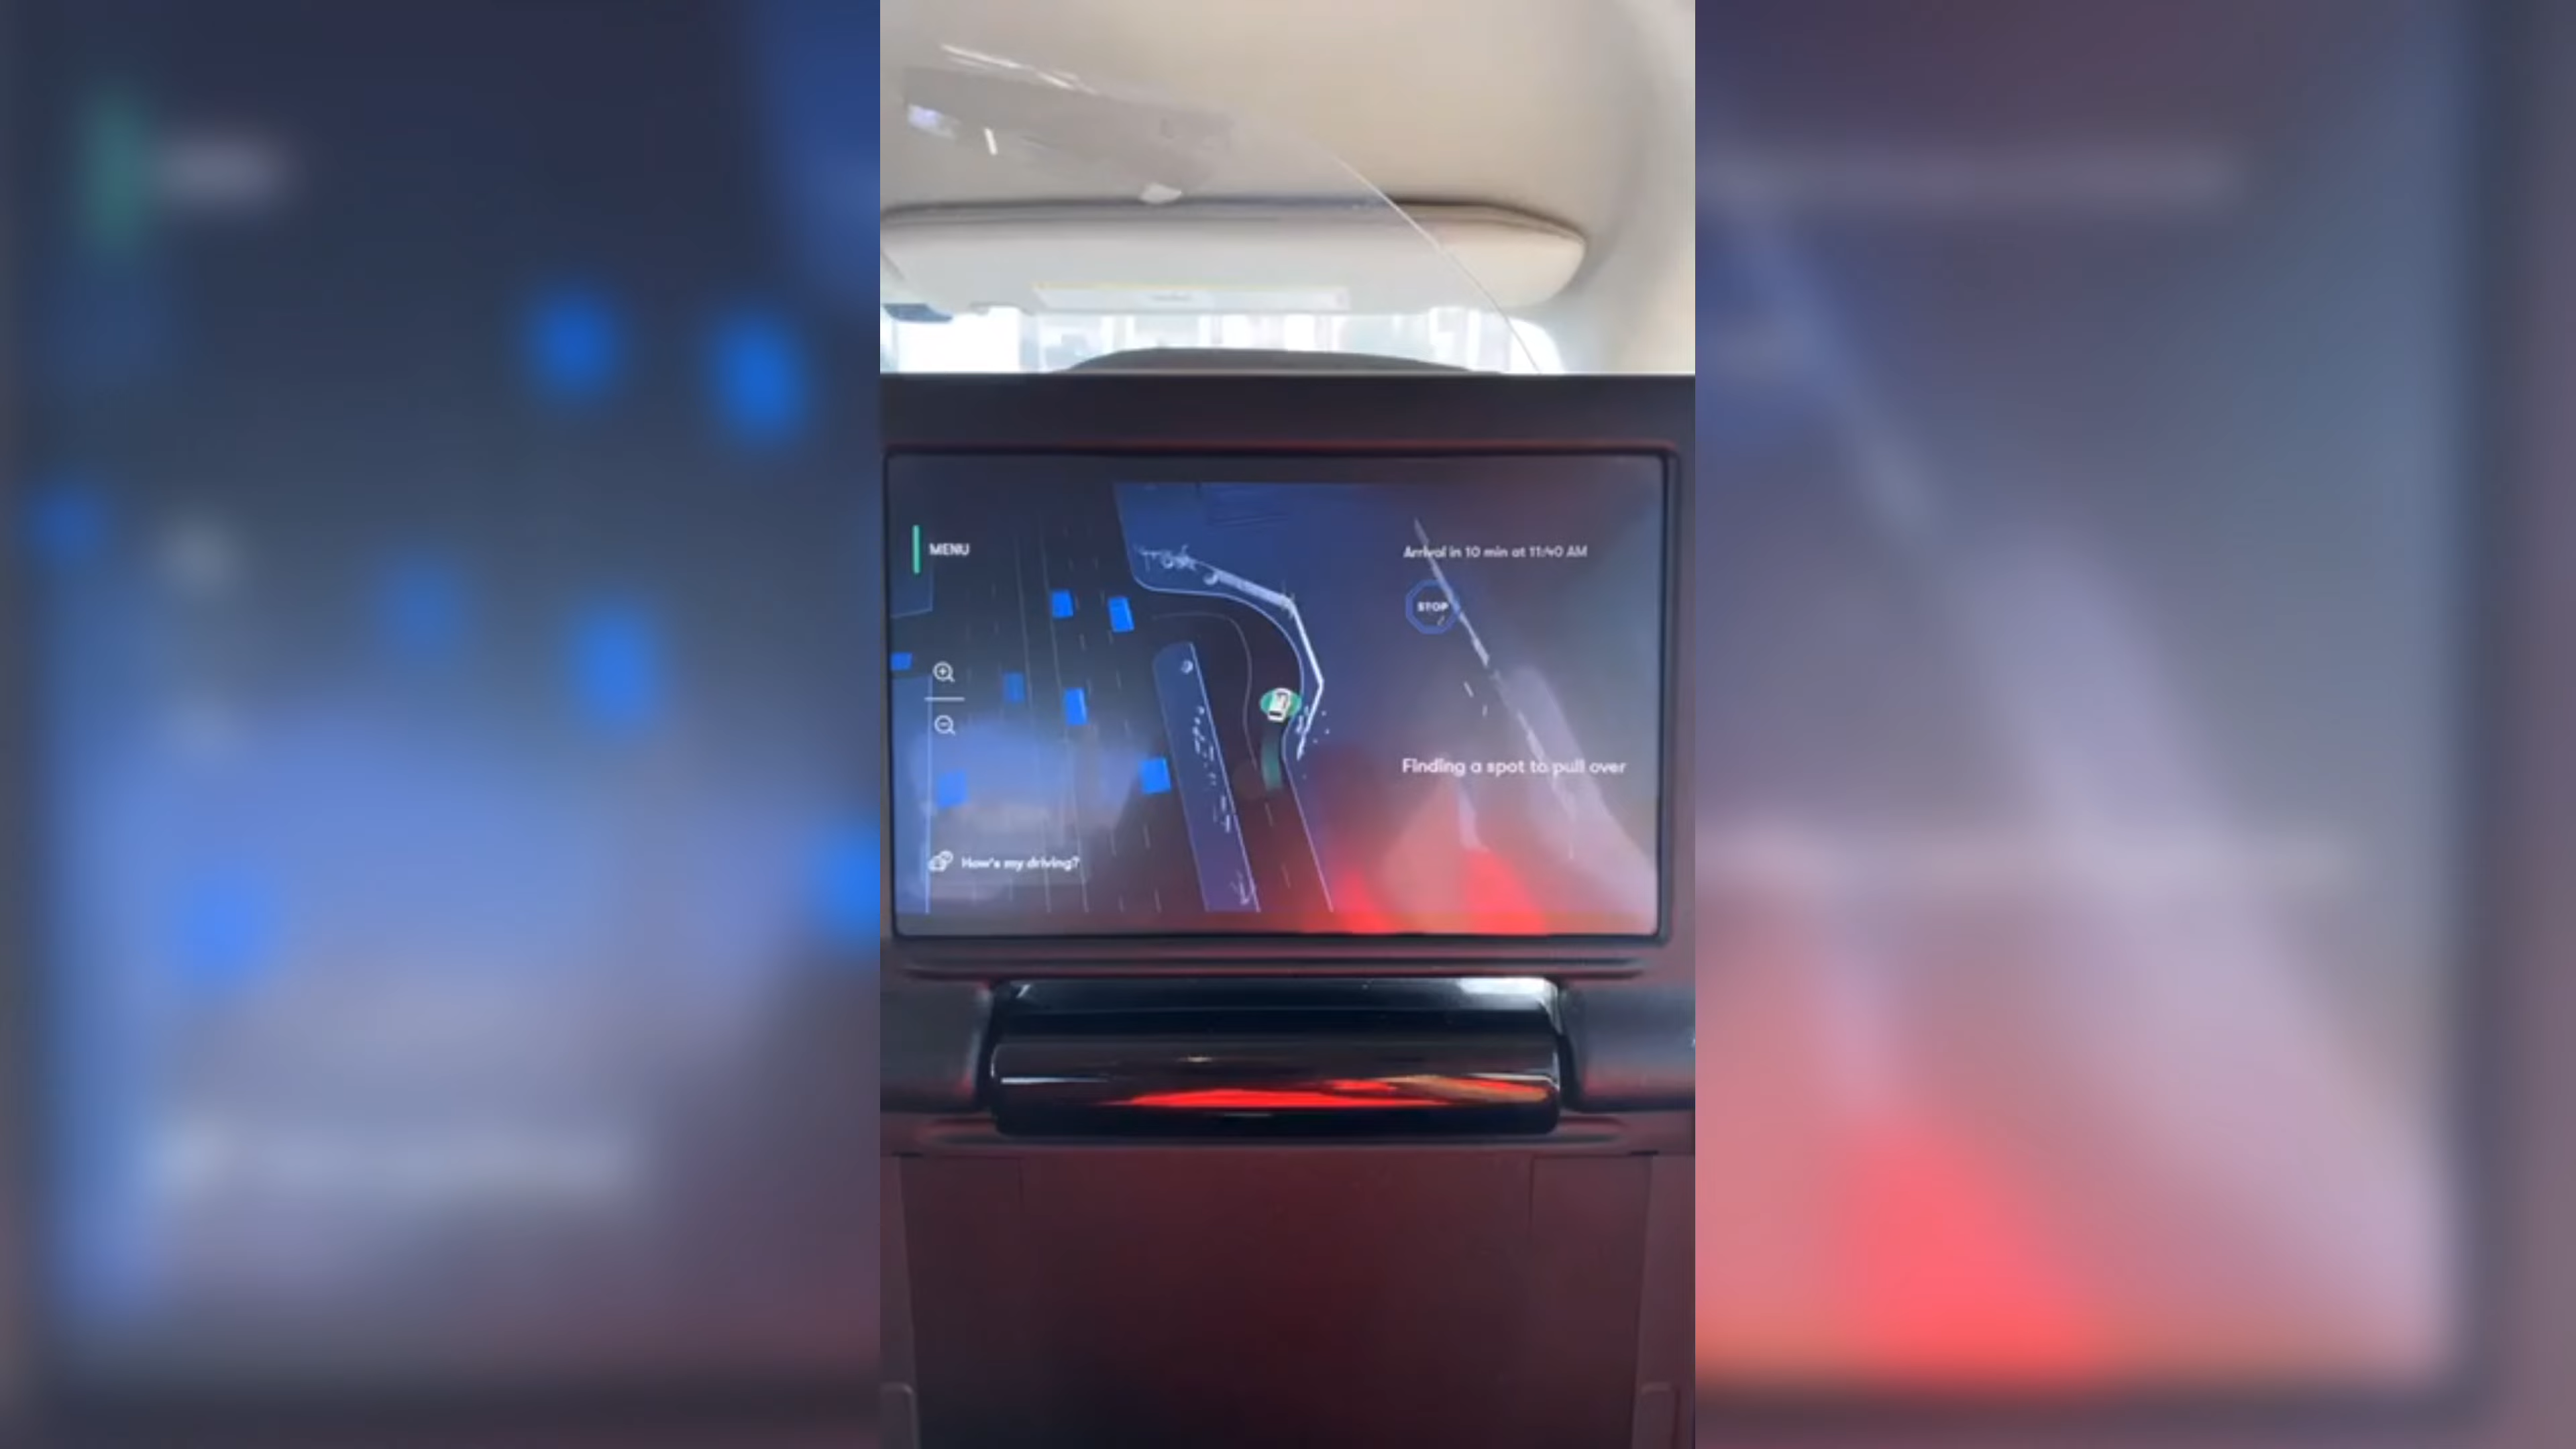 MENU
Arrival in 10 min at 11:40 AM
STOP
Finding a spot to pull over
How's my driving?